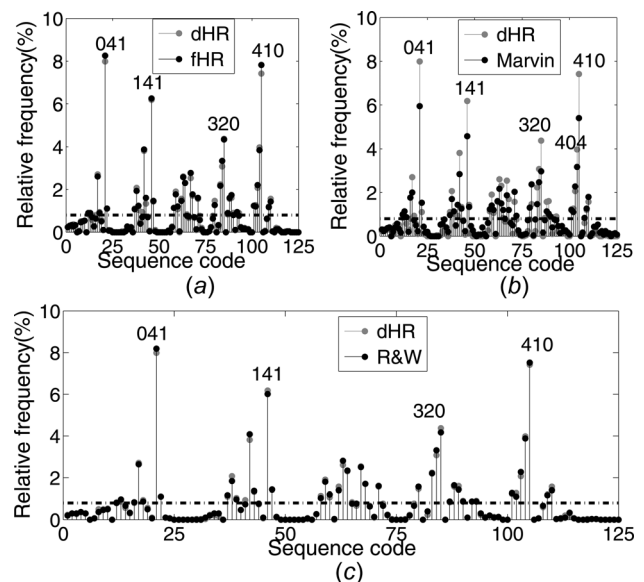 dHR
fHR
041
141
320
410
Relative frequency(%)
10
8
6
4
2
0
0 25 50 75 100 125
Sequence code
(a)
dHR
Marvin
041
141
320
404
410
Relative frequency(%)
10
8
6
4
2
0
0 25 50 75 100 125
Sequence code
(b)
dHR
R&W
041
141
320
410
Relative frequency(%)
10
8
6
4
2
0
0 25 50 75 100 125
Sequence code
(c)